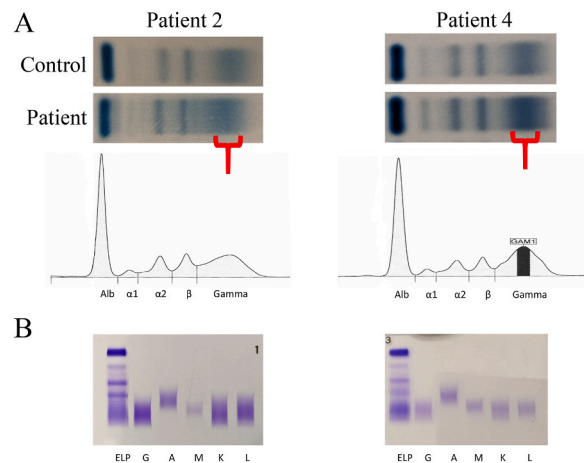 A
Patient 2
Patient 4
Control
Patient
GAM1
Alb α1 α2 β Gamma
Alb α1 α2 β Gamma
B
1
3
ELP G A M K L
ELP G A M K L